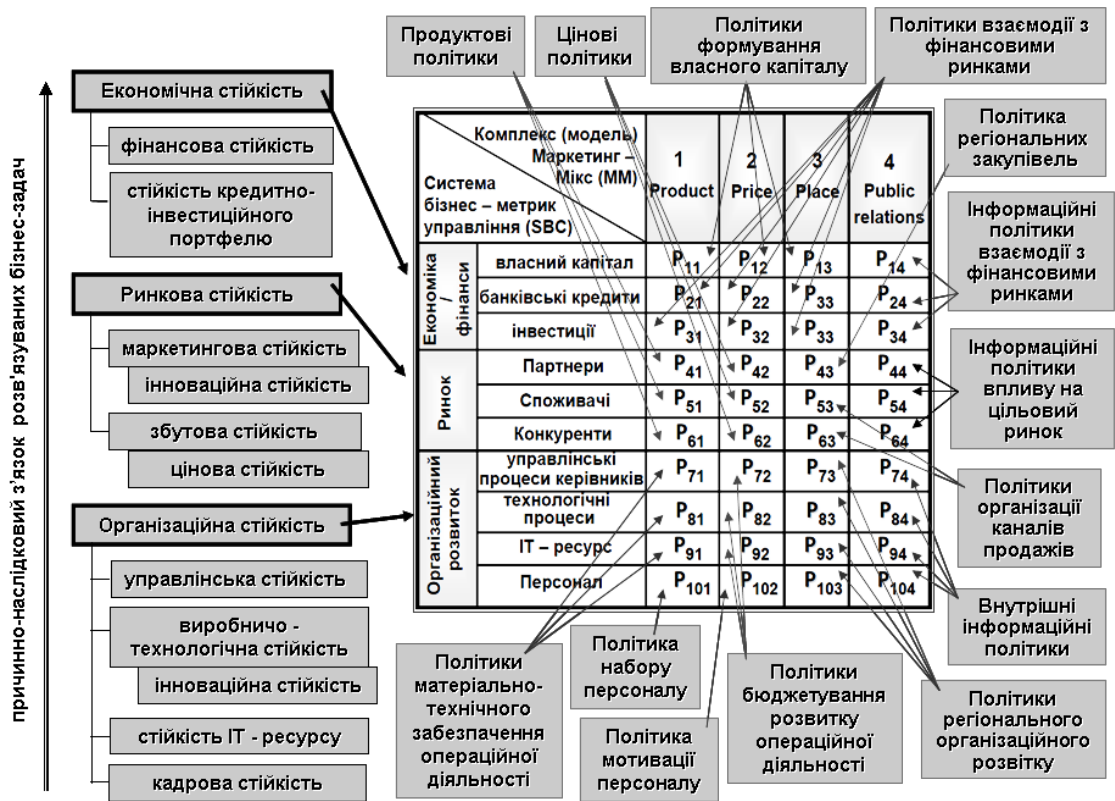 Продуктові
політики
Цінові
політики
Політики
формування
власного капіталу
Політики взаємодії з
фінансовими
ринками
причинно-наслідковий з’язок розв'язуваних бізнес-задач
Економічна стійкість
фінансова стійкість
стійкість кредитно-
інвестиційного
портфелю
Ринкова стійкість
маркетингова стійкість
інноваційна стійкість
збутова стійкість
цінова стійкість
Організаційна стійкість
управлінська стійкість
виробничо -
технологічна стійкість
інноваційна стійкість
стійкість ІТ - ресурсу
кадрова стійкість
Комплекс (модель)
Маркетинг –
Мікс (ММ)
Система
бізнес – метрик
управління (SBC)
1
Product
2
Price
3
Place
4
Public
relations
Економіка
/
фінанси
власний капітал P11 P12 P13 P14
банківські кредити P21 P22 P33 P24
інвестиції P31 P32 P33 P34
Ринок
Партнери P41 P42 P43 P44
Споживачі P51 P52 P53 P54
Конкуренти P61 P62 P63 P64
Організаційний
розвиток
управлінські
процеси керівників P71 P72 P73 P74
технологічні
процеси P81 P82 P83 P84
ІТ – ресурс P91 P92 P93 P94
Персонал P101 P102 P103 P104
Політика
регіональних
закупівель
Інформаційні
політики
взаємодії з
фінансовими
ринками
Інформаційні
політики
впливу на
цільовий
ринок
Політики
організації
каналів
продажів
Внутрішні
інформаційні
політики
Політики
регіонального
організаційного
розвітку
Політики
матеріально-
технічного
забезпечення
операційної
діяльності
Політика
набору
персоналу
Політика
мотивації
персоналу
Політики
бюджетування
розвитку
операційної
діяльності